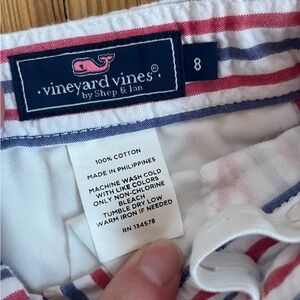 vineyard vines®
by Shep & Ian
8
100% COTTON
MADE IN PHILIPPINES
MACHINE WASH COLD
WITH LIKE COLORS
ONLY NON-CHLORINE
BLEACH
TUMBLE DRY LOW
WARM IRON IF NEEDED
RN 134578